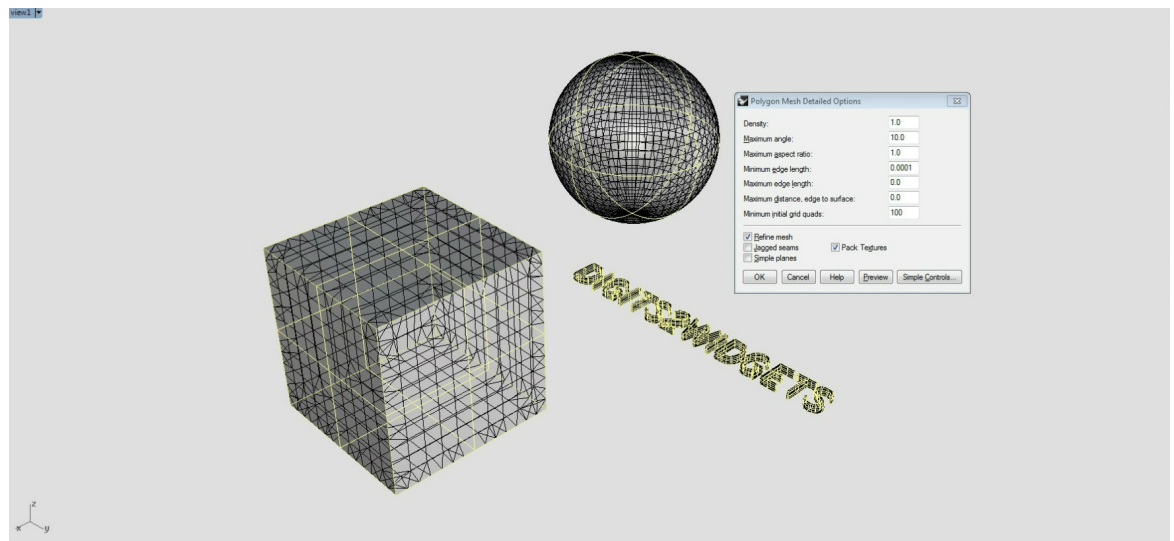 view1
Polygon Mesh Detailed Options
Density: 1.0
Maximum angle: 10.0
Maximum aspect ratio: 1.0
Minimum edge length: 0.0001
Maximum edge length: 0.0
Maximum distance, edge to surface: 0.0
Minimum initial grid quads: 100
Refine mesh
Jagged seams Pack Textures
Simple planes
OK Cancel Help Preview Simple Controls...
DIGITS2WIDGETS
z
x y